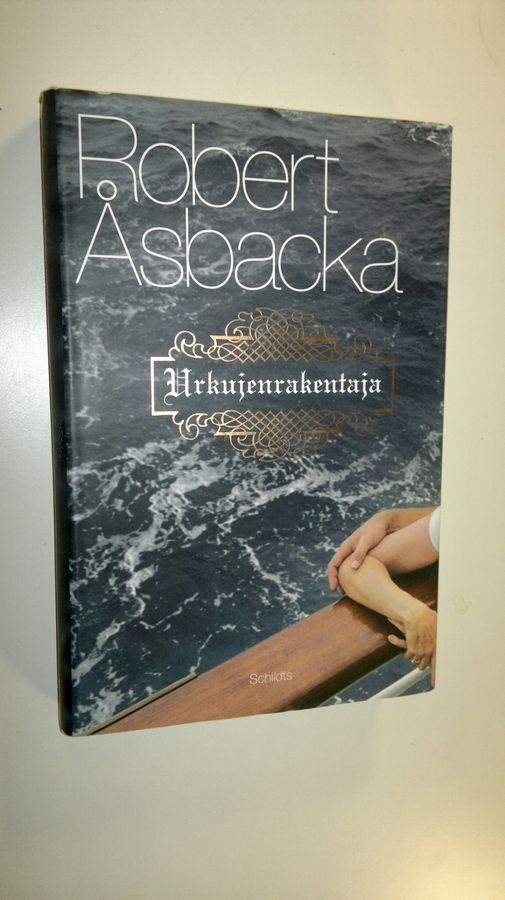 Robert
Åsbacka
Urkujenrakentaja
Schildts